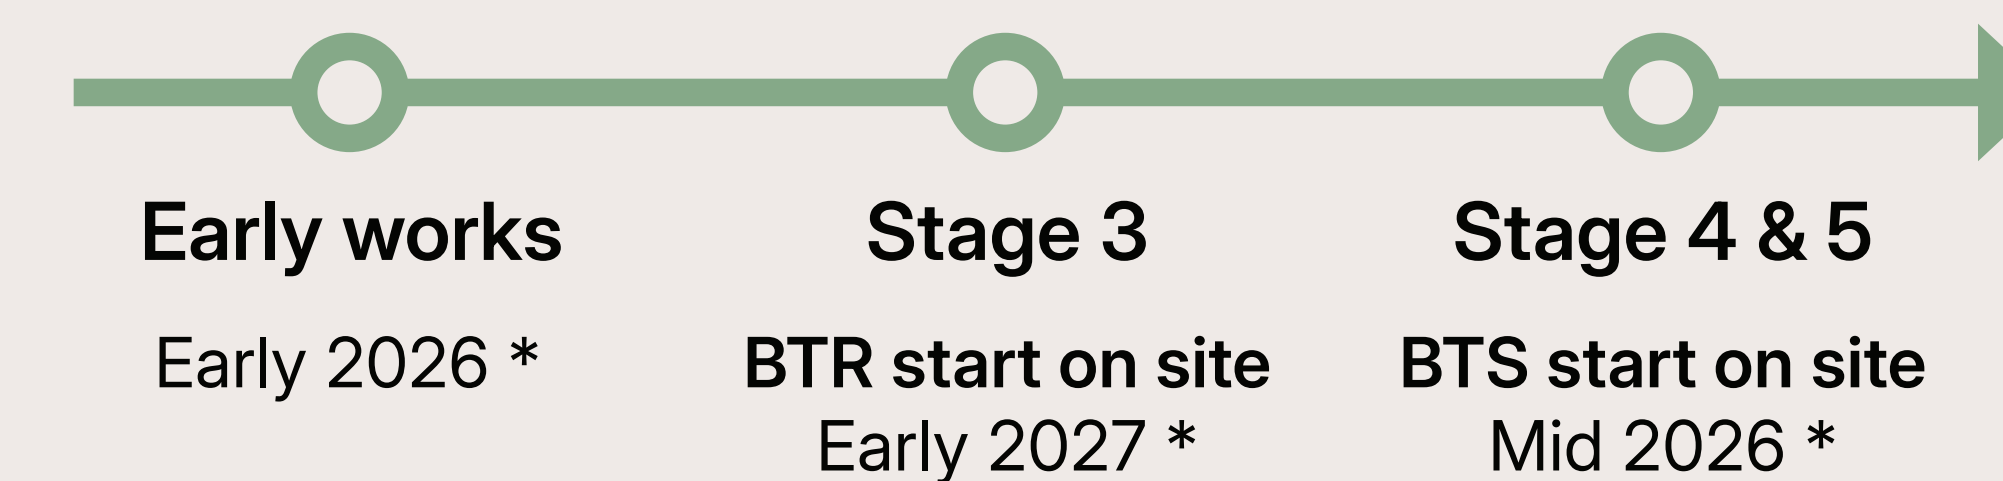 Early works
Early 2026 *
Stage 3
BTR start on site
Early 2027 *
Stage 4 & 5
BTS start on site
Mid 2026 *